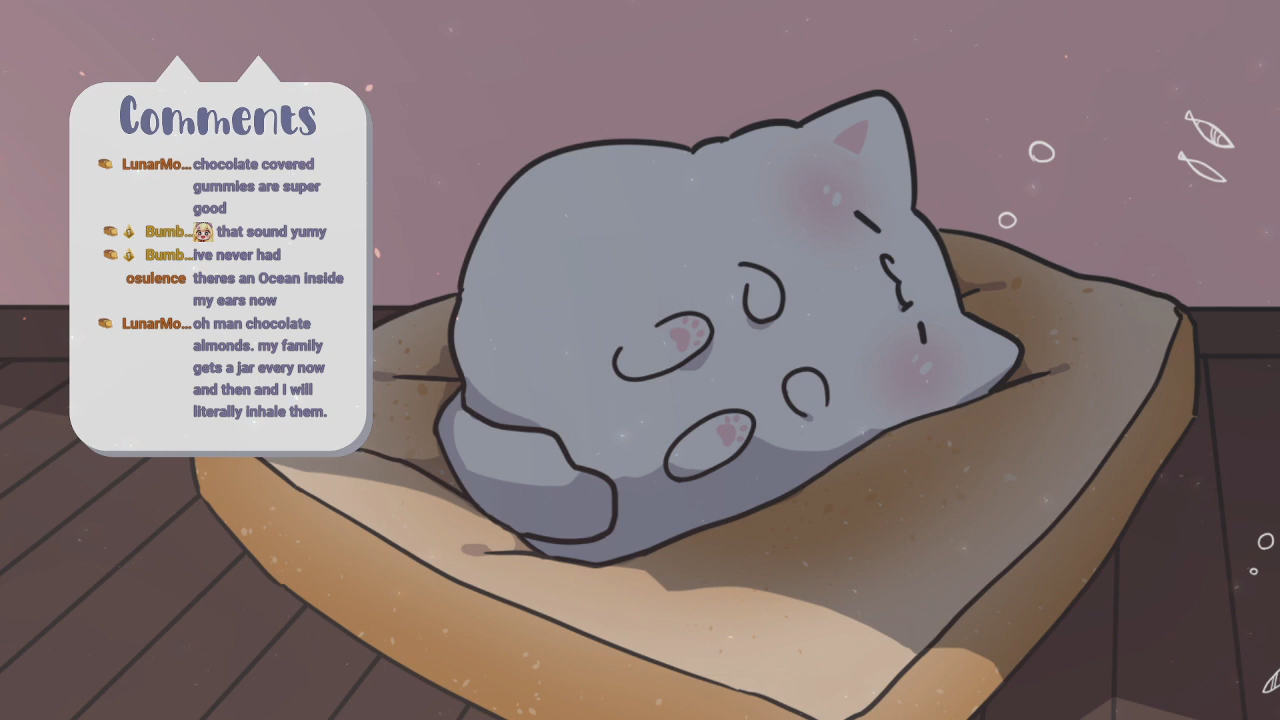 Comments
LunarMo... chocolate covered
gummies are super
good
Bumb... that sound yumy
Bumb... ive never had
osulence theres an Ocean inside
my ears now
LunarMo... oh man chocolate
almonds. my family
gets a jar every now
and then and I will
literally inhale them.